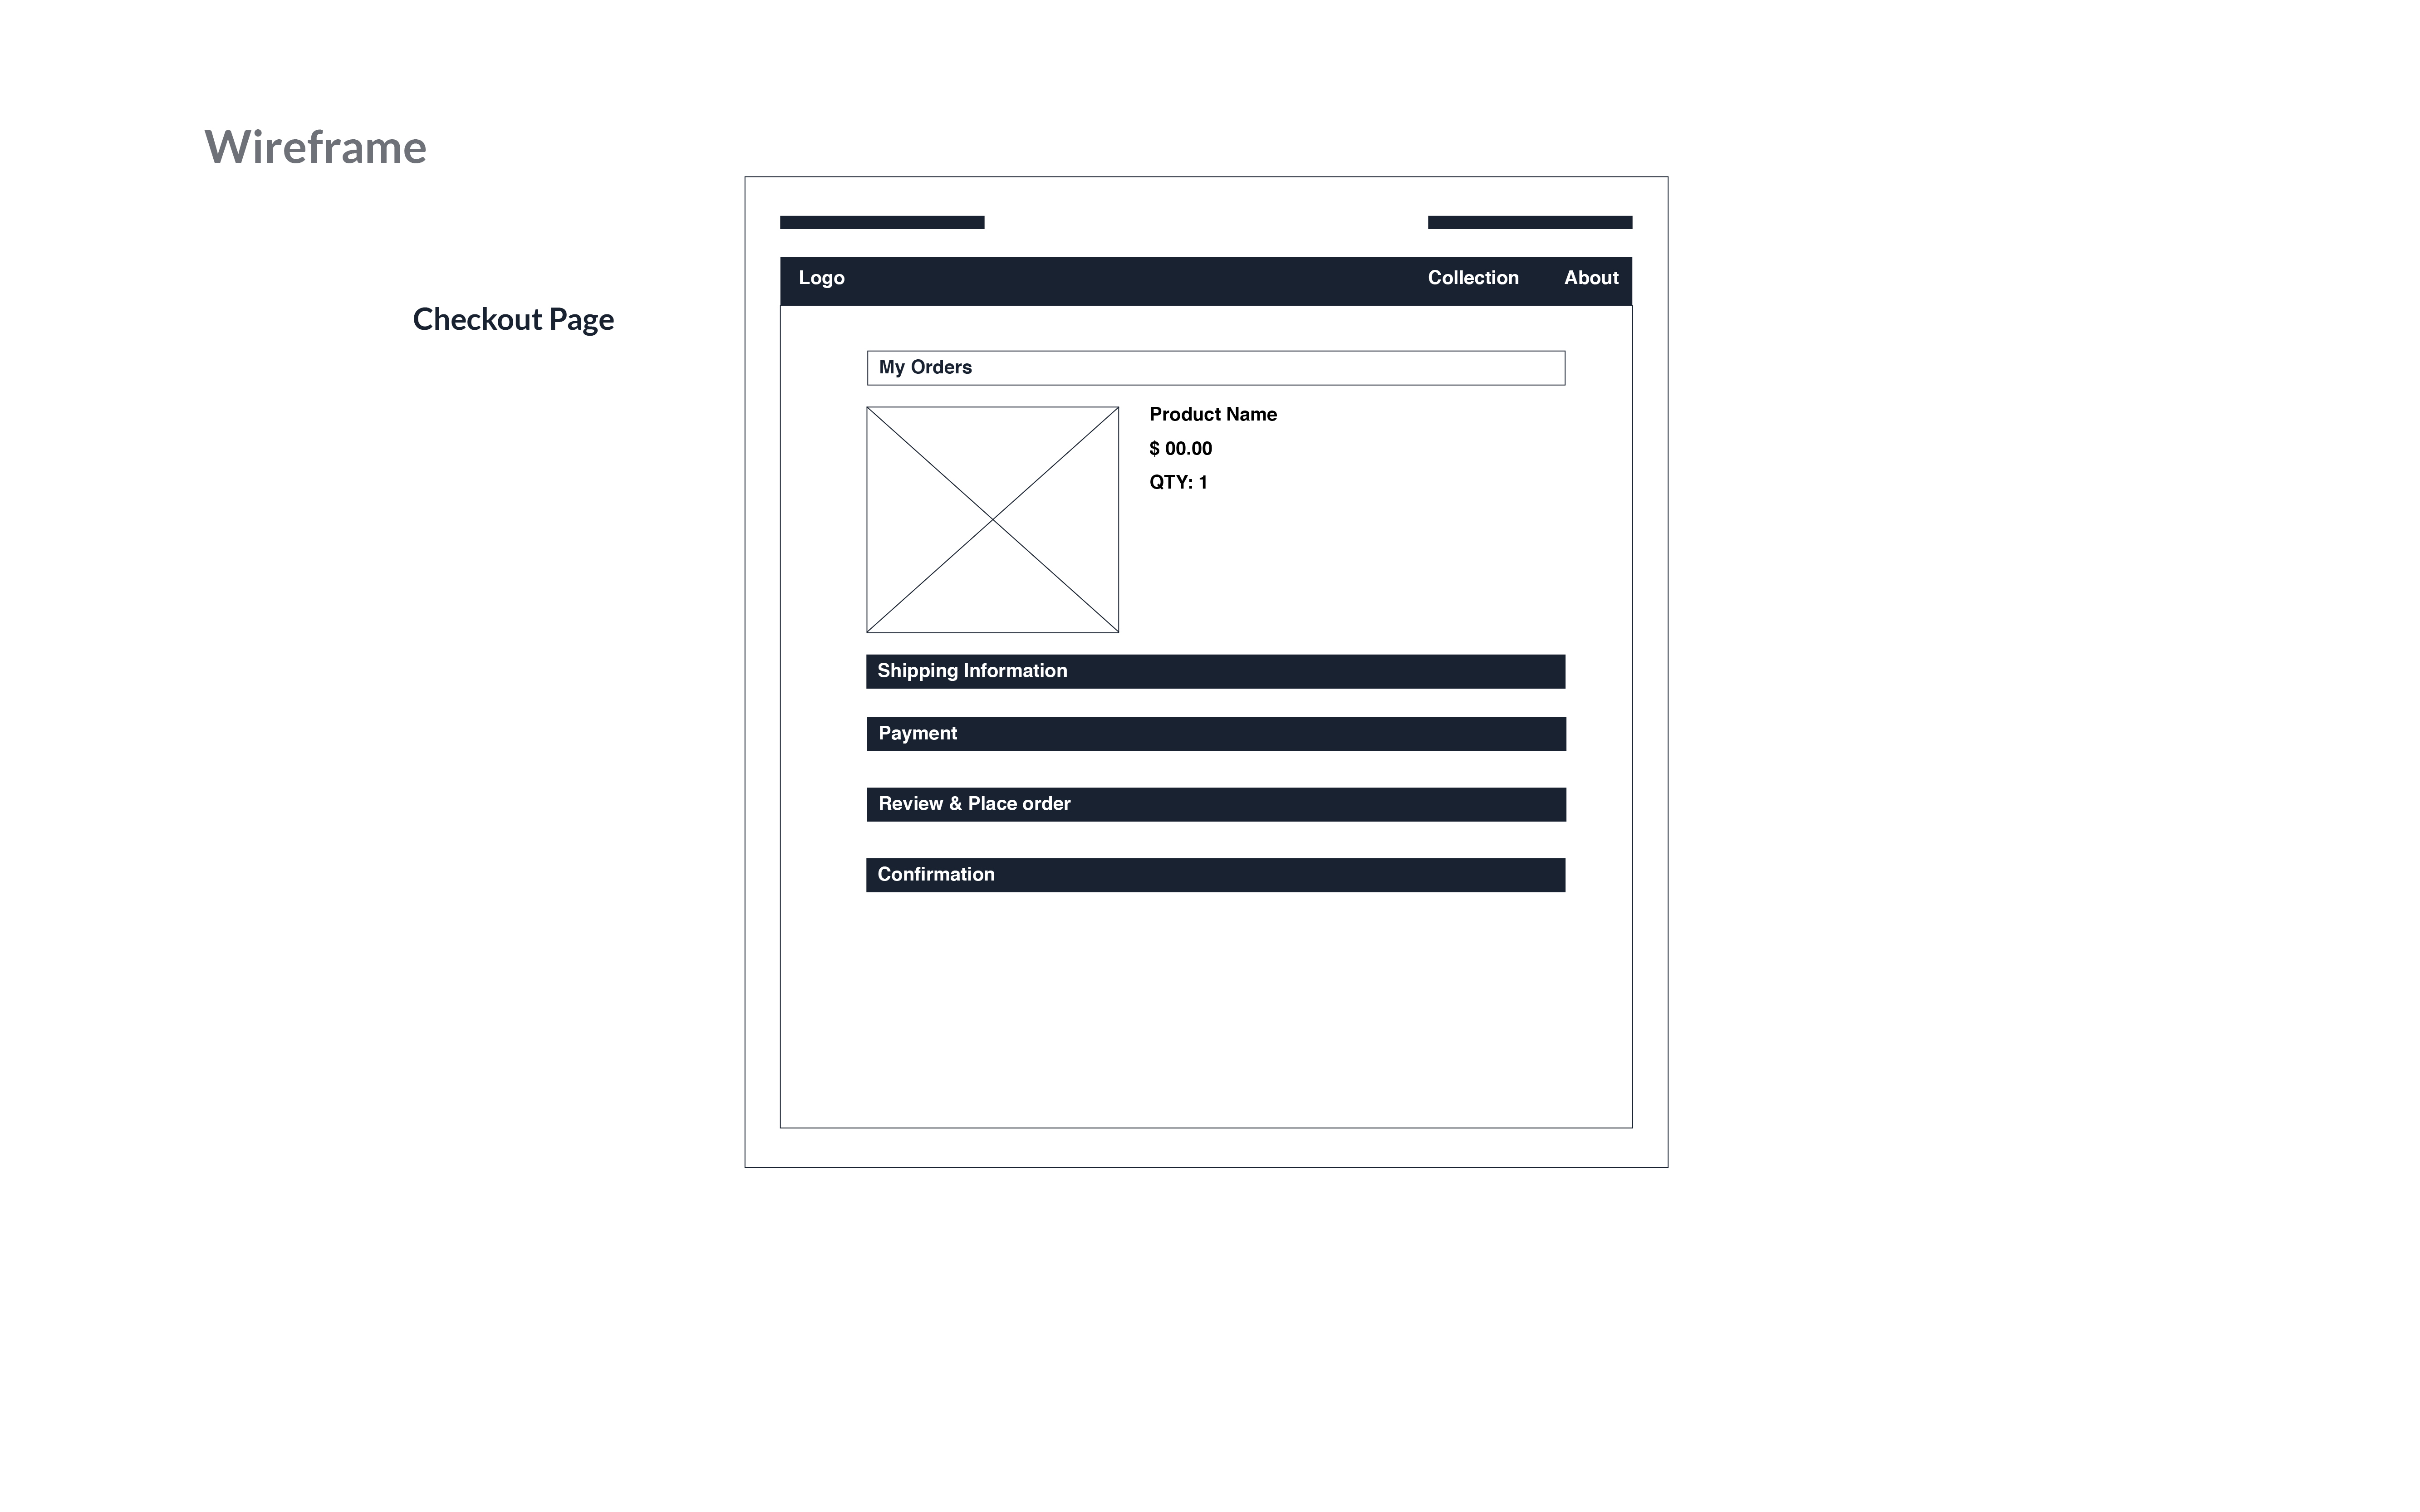 Wireframe
Checkout Page
Logo Collection About
My Orders
Product Name
$ 00.00
QTY: 1
Shipping Information
Payment
Review & Place order
Confirmation